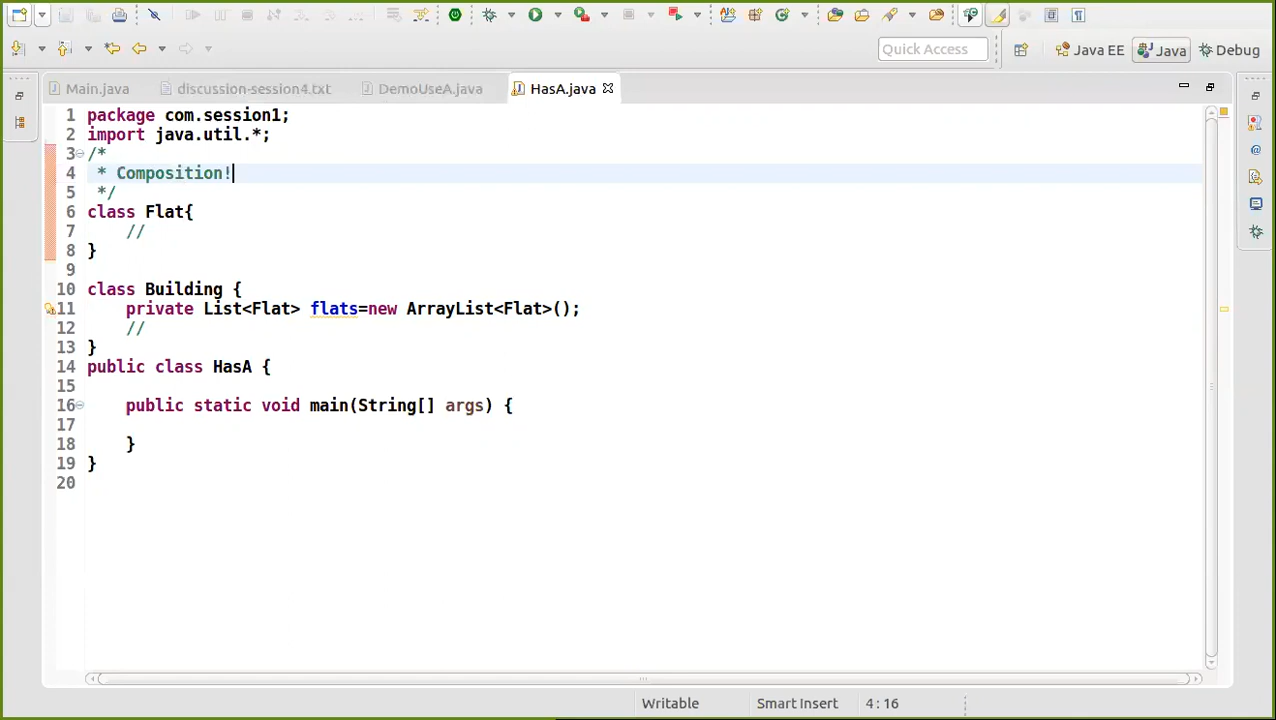 Quick Access
Java EE
Java
Debug
Main.java
discussion-session4.txt
DemoUseA.java
HasA.java
1 package com.session1;
2 import java.util.*;
3 /*
4  * Composition!
5  */
6 class Flat{
7     //
8 }
9
10 class Building {
11     private List<Flat> flats=new ArrayList<Flat>();
12     //
13 }
14 public class HasA {
15
16     public static void main(String[] args) {
17
18     }
19 }
20
Writable
Smart Insert
4 : 16